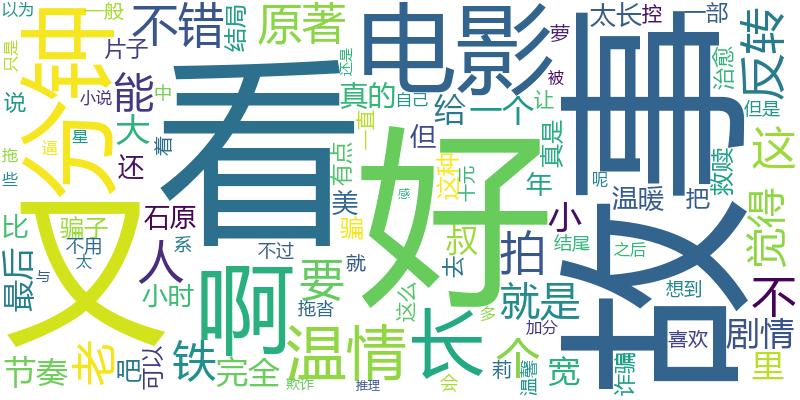 以为
一般
分钟
不错
结局
原著
电影
太长
控
一部
只是
片子
萝
反转
说
小说
中
能
真的
自己
给
一个
让
被
治愈
但是
还是
看
故事
些
拖
逼
星
着
大
还
一直
有点
但
真是
这种
十元
年
呢
救赎
这
又
好
感
温暖
把
觉得
比
骗子
石原
美
骗
叔
小
不用
太
系
不过
就
这么
去
结尾
之后
想到
不
最后
与
人
啊
要
拍
小时
拖沓
长
就是
多
加分
喜欢
剧情
节奏
老
吧
可以
铁
完全
温情
欺诈
推理
会
个
莉
温馨
宽
诈骗
里